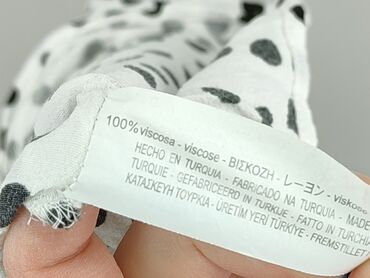 100% viscosa - viscose - ΒΙΣΚΟΖΗ - レーヨン - viskose
HECHO EN TURQUIA - FABRICADO NA TURQUIA - MADE
TURQUIE - GEFABRICEERD IN TURKIJE - FATTO IN TURCHIA
ΚΑΤΑΣΚΕΥΗ ΤΟΥΡΚΙΑ - ÜRETİM YERİ TÜRKİYE - FREMSTILLET